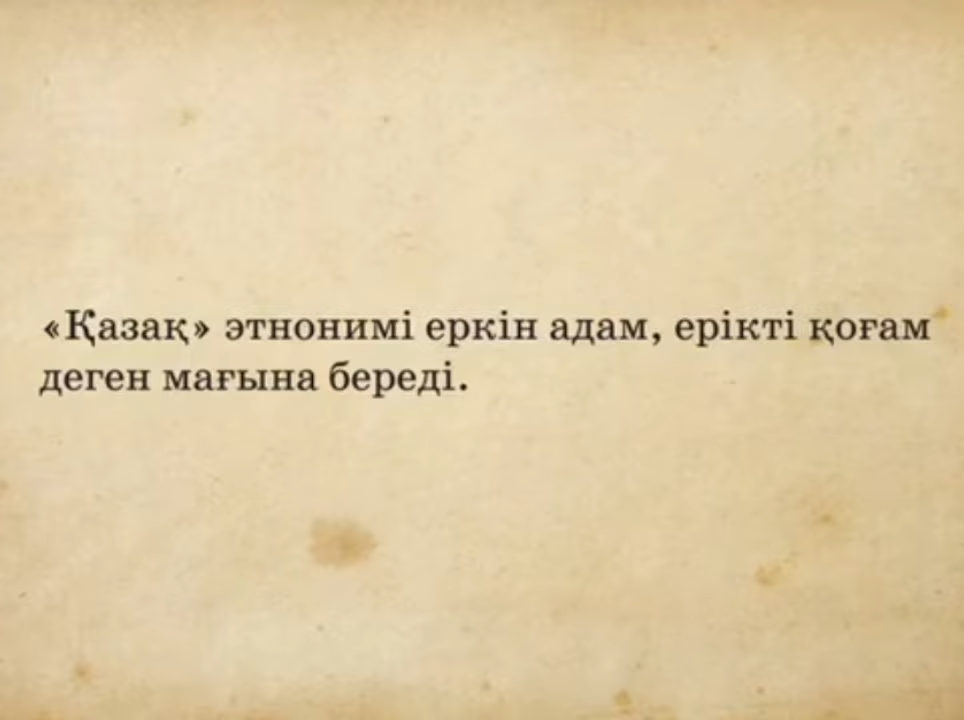 «Қазақ» этнонимі еркін адам, ерікті қоғам
деген мағына береді.